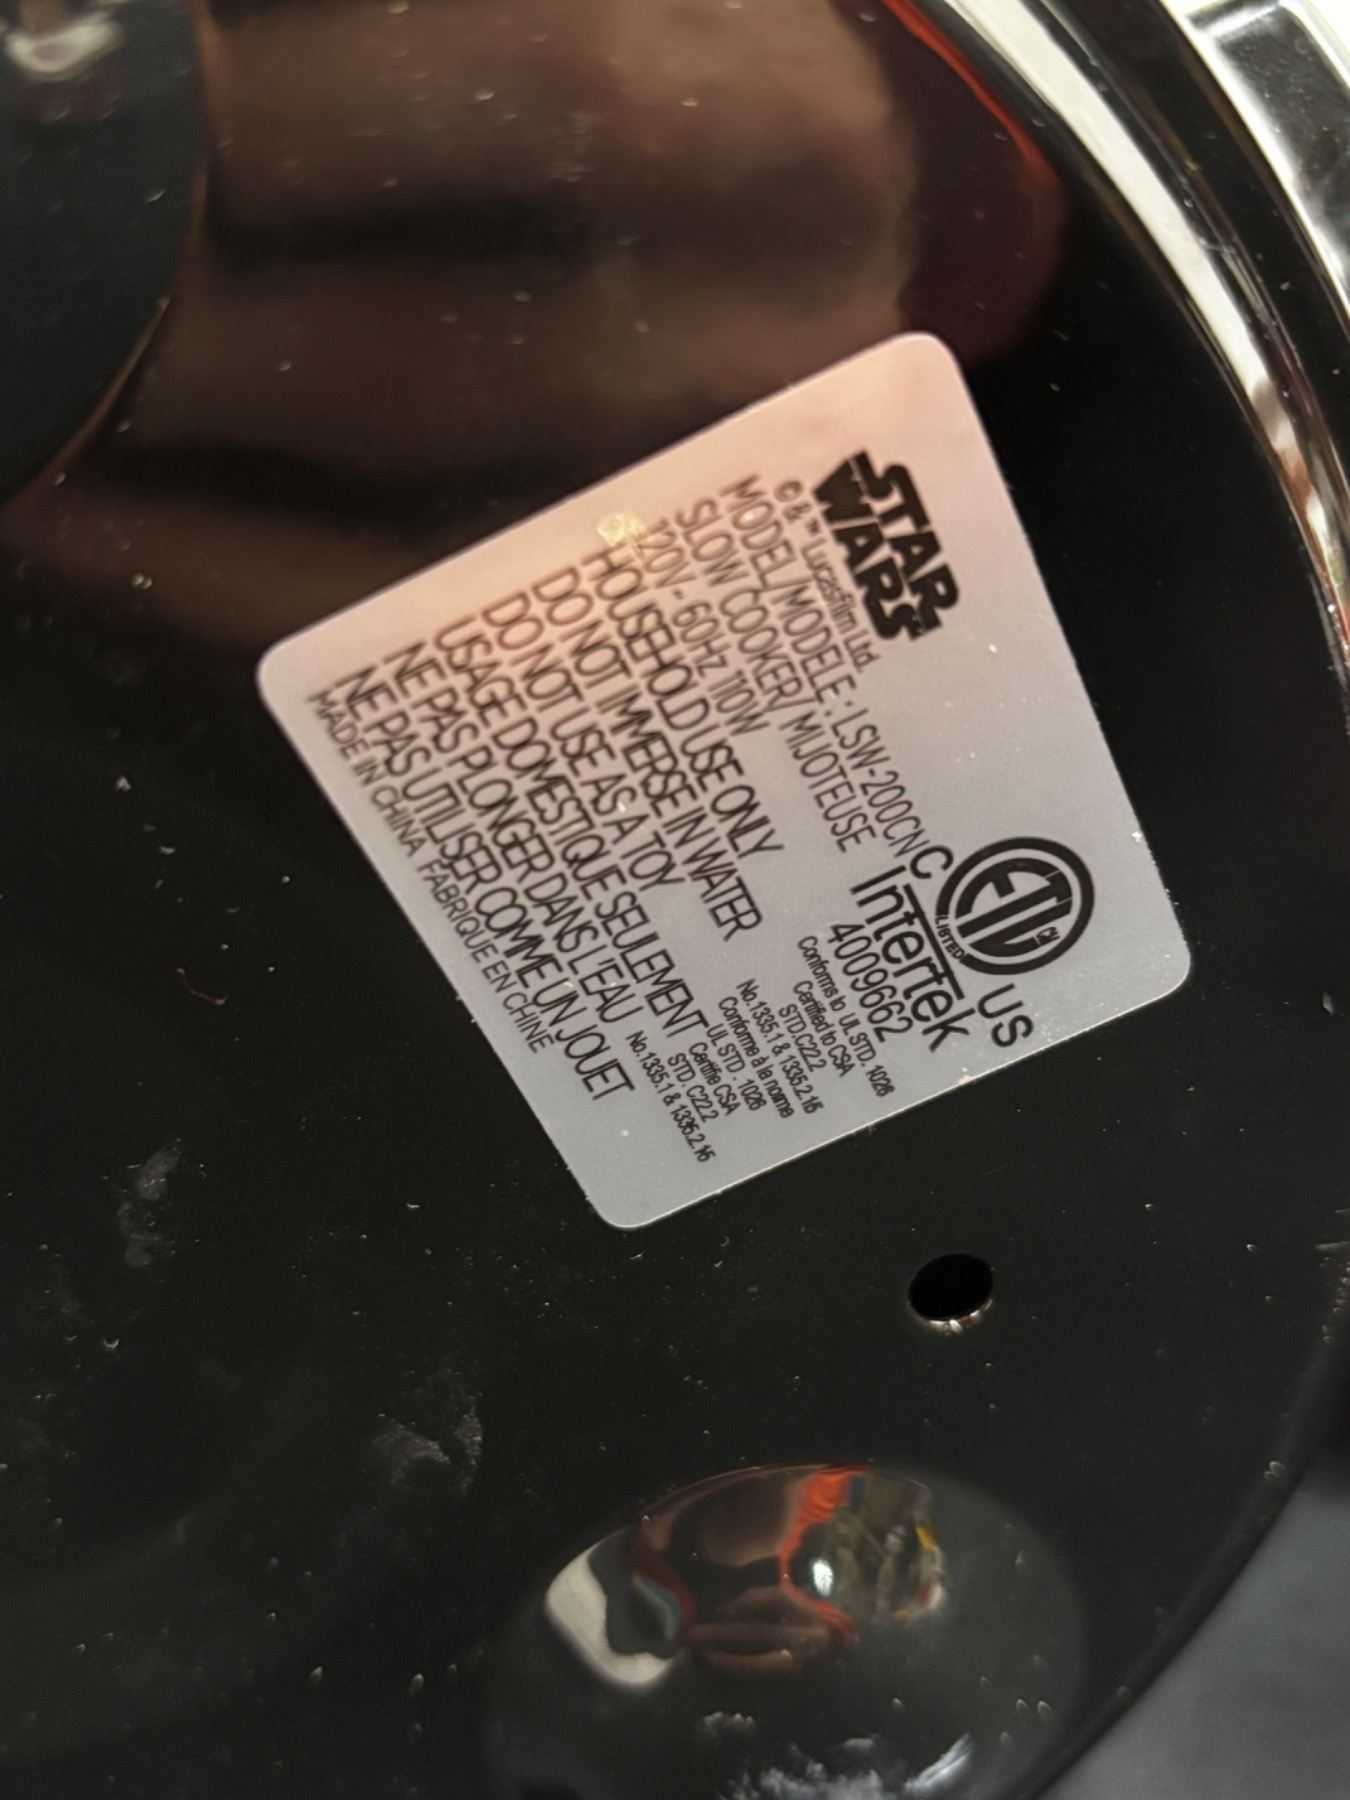 STAR
WARS
© & ™ Lucasfilm Ltd.
MODEL/MODELE : LSW-200CN
SLOW COOKER/ MIJOTEUSE
120V~ 60Hz 110W
HOUSEHOLD USE ONLY
DO NOT IMMERSE IN WATER
DO NOT USE AS A TOY
USAGE DOMESTIQUE SEULEMENT
NE PAS PLONGER DANS L'EAU
NE PAS UTILISER COMME UN JOUET
MADE IN CHINA FABRIQUE EN CHINE
C ETL US
LISTED
Intertek
4009662
Conforms to UL STD. 1026
Certified to CSA
STD.C22.2
No.1335.1 & 1335.2.15
Conforme à la norme
UL STD . 1026
Certifie CSA
STD. C22.2
No.1335.1 & 1335.2.15